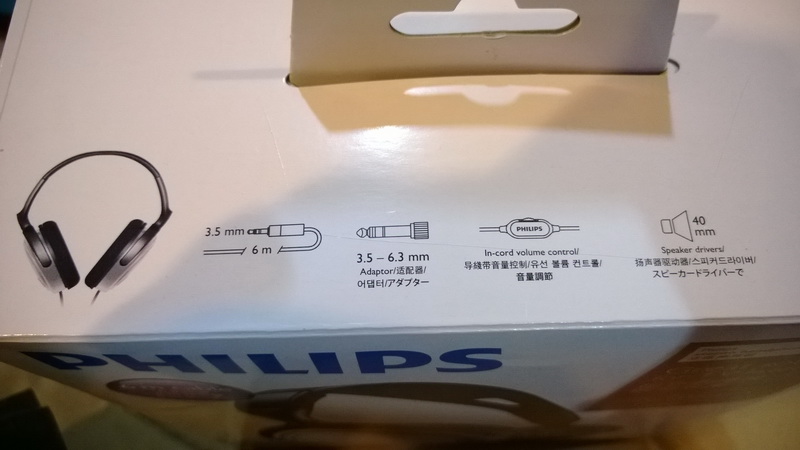 3.5 mm
6 m
3.5 – 6.3 mm
Adaptor/适配器/
어댑터/アダプター
PHILIPS
In-cord volume control/
导线带音量控制/유선 볼륨 컨트롤/
音量調節
40
mm
Speaker drivers/
扬声器驱动器/스피커드라이버/
スピーカードライバーで
PHILIPS